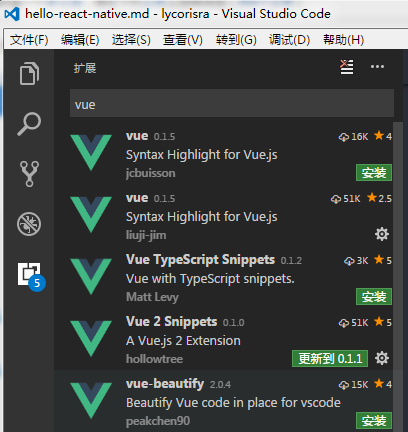 hello-react-native.md - lycorisra - Visual Studio Code
文件(F) 编辑(E) 选择(S) 查看(V) 转到(G) 调试(D) 帮助(H)
扩展
vue
vue 0.1.5 16K 4
Syntax Highlight for Vue.js
jcbuisson 安装
vue 0.1.5 51K 2.5
Syntax Highlight for Vue.js
liuji-jim
Vue TypeScript Snippets 0.1.2 3K 5
Vue with TypeScript snippets.
Matt Levy 安装
Vue 2 Snippets 0.1.0 51K 5
A Vue.js 2 Extension
hollowtree 更新到 0.1.1
5
vue-beautify 2.0.4 15K 4
Beautify Vue code in place for vscode
peakchen90 安装